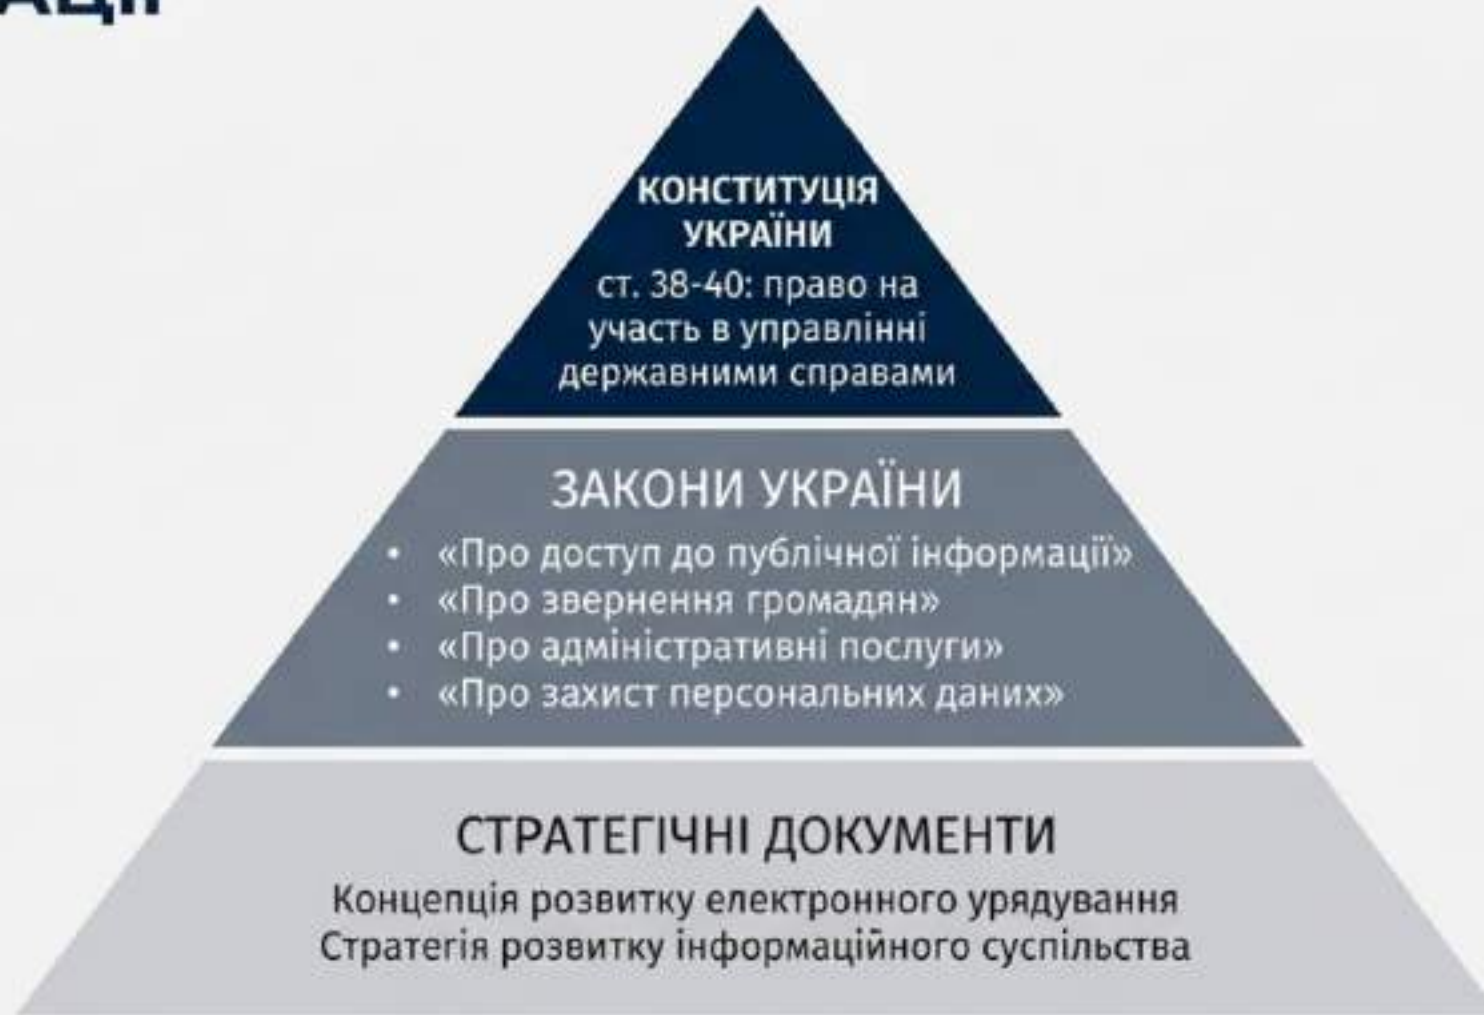 КОНСТИТУЦІЯ
УКРАЇНИ
ст. 38-40: право на
участь в управлінні
державними справами
ЗАКОНИ УКРАЇНИ
• «Про доступ до публічної інформації»
• «Про звернення громадян»
• «Про адміністративні послуги»
• «Про захист персональних даних»
СТРАТЕГІЧНІ ДОКУМЕНТИ
Концепція розвитку електронного урядування
Стратегія розвитку інформаційного суспільства